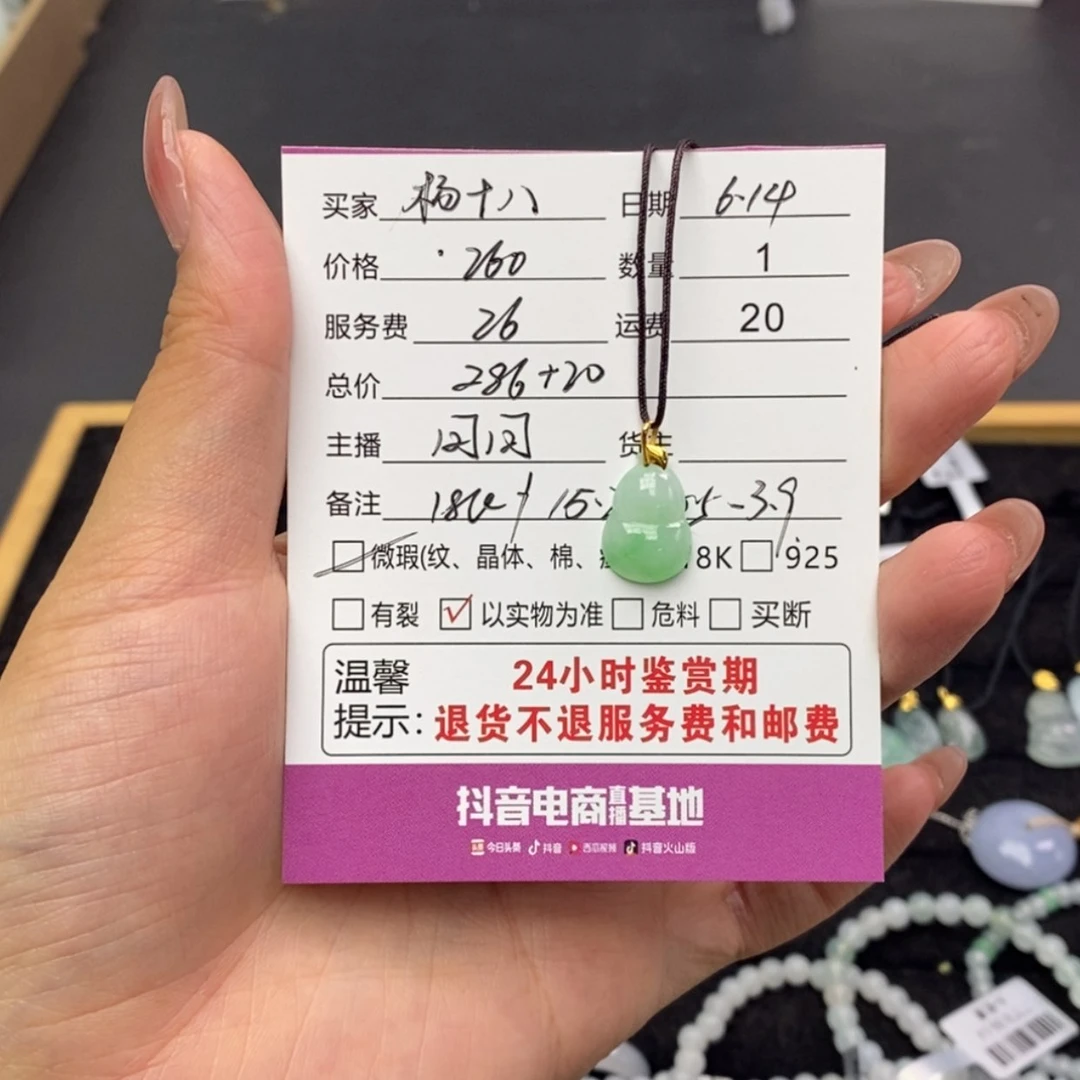 买家 杨十八 日期 6.14
价格 260 数量 1
服务费 26 运费 20
总价 286+20
主播 闪闪 货主
备注 18k 15. 5-3.9
微瑕(纹、晶体、棉、 8K 925
有裂 以实物为准 危料 买断
温馨 24小时鉴赏期
提示: 退货不退服务费和邮费
抖音电商直播基地
今日头条 抖音 西瓜视频 抖音火山版